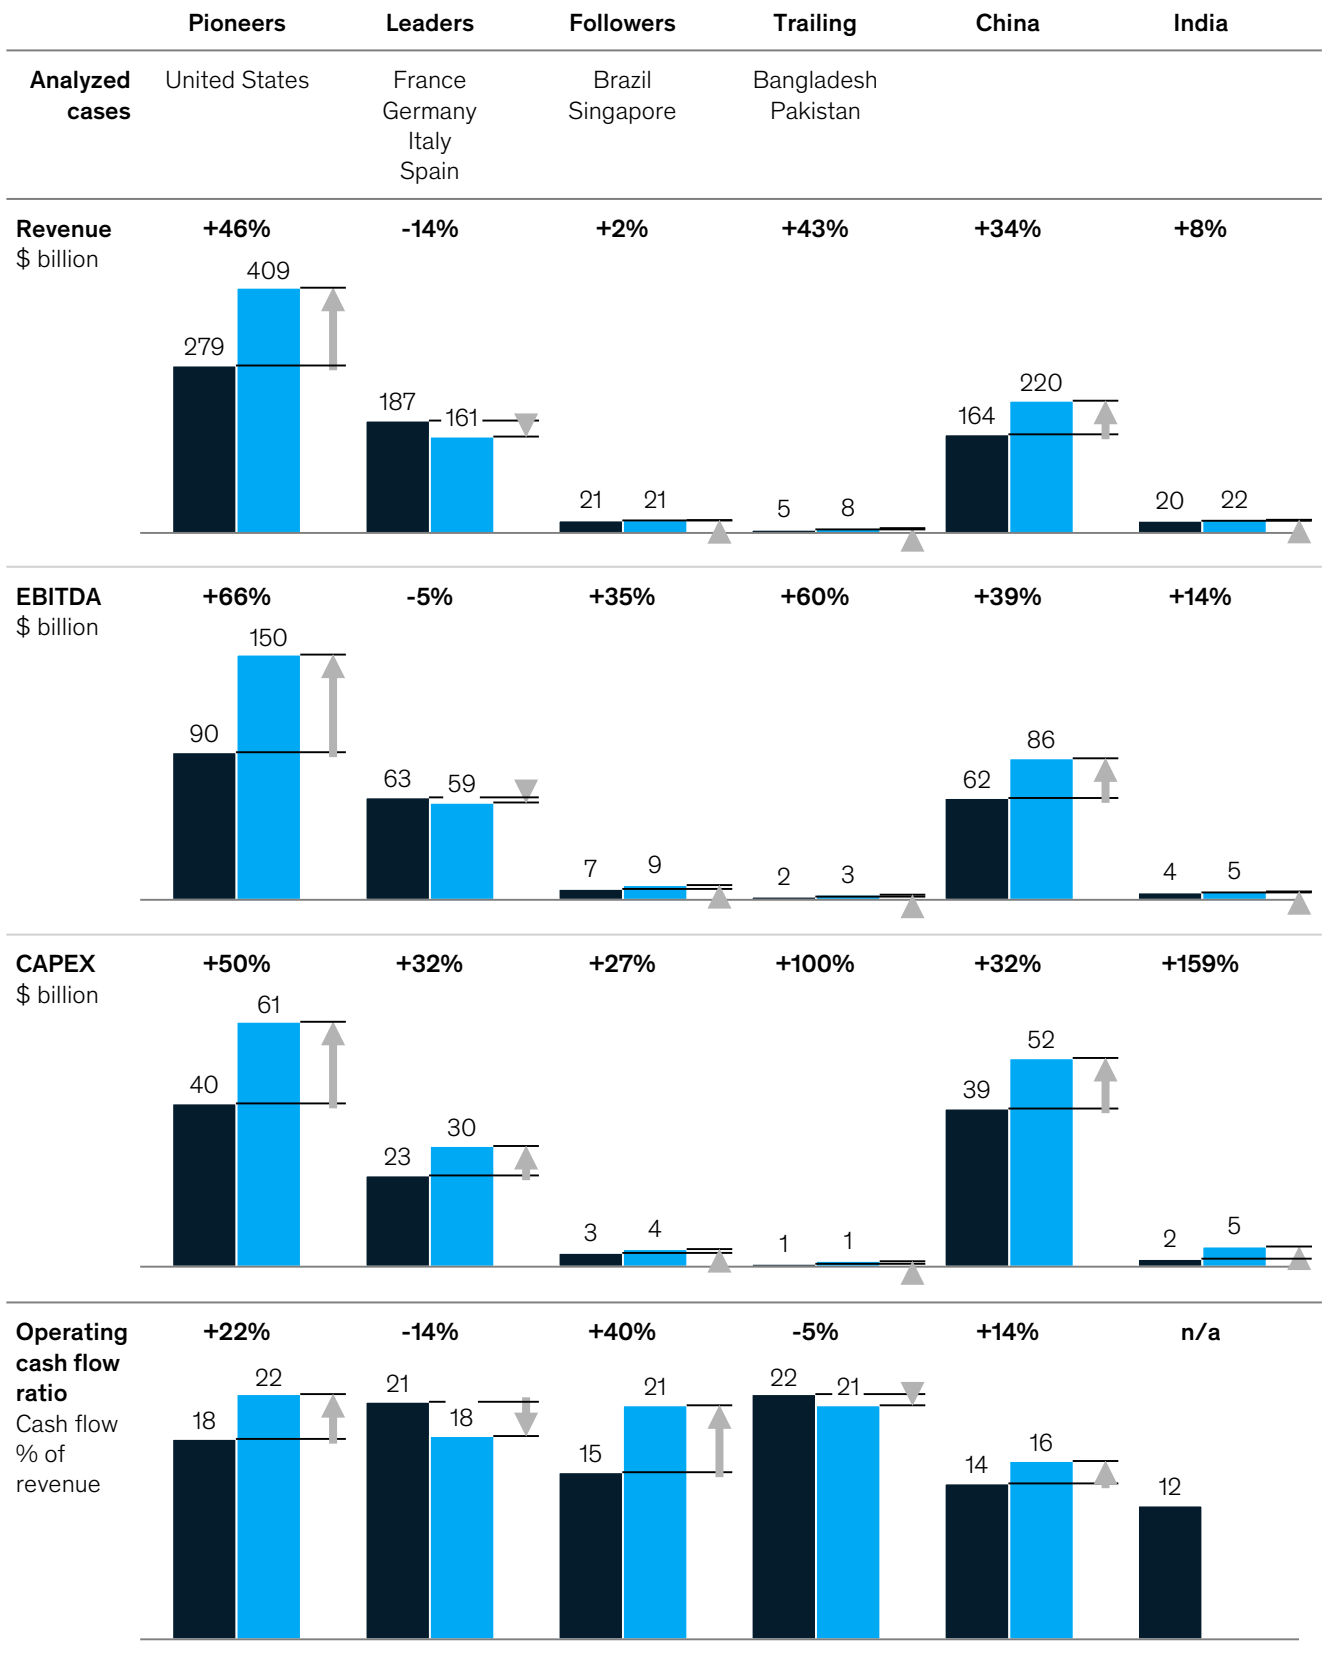 Pioneers Leaders Followers Trailing China India
Analyzed cases
United States
France
Germany
Italy
Spain
Brazil
Singapore
Bangladesh
Pakistan
Revenue
$ billion
+46% -14% +2% +43% +34% +8%
279 409 187 161 21 21 5 8 164 220 20 22
EBITDA
$ billion
+66% -5% +35% +60% +39% +14%
90 150 63 59 7 9 2 3 62 86 4 5
CAPEX
$ billion
+50% +32% +27% +100% +32% +159%
40 61 23 30 3 4 1 1 39 52 2 5
Operating
cash flow
ratio
Cash flow
% of
revenue
+22% -14% +40% -5% +14% n/a
18 22 21 18 15 21 22 21 14 16 12